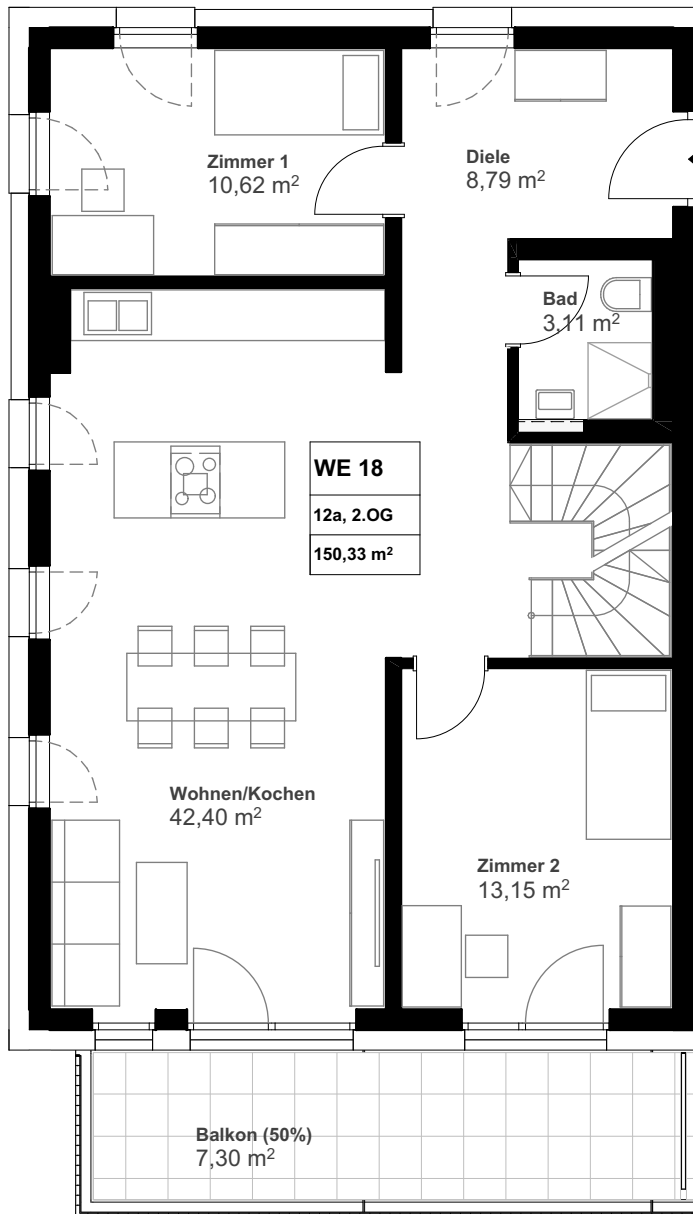 Zimmer 1
10,62 m²
Diele
8,79 m²
Bad
3,11 m²
WE 18
12a, 2.OG
150,33 m²
Wohnen/Kochen
42,40 m²
Zimmer 2
13,15 m²
Balkon (50%)
7,30 m²